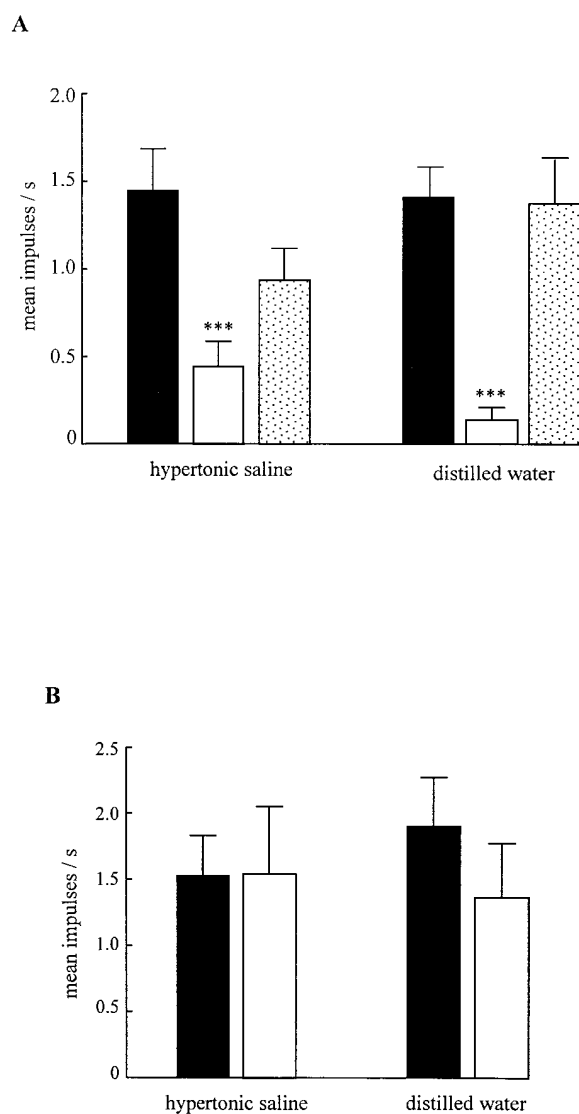 A
2.0
1.5
1.0
0.5
0
mean impulses / s
***
***
hypertonic saline
distilled water
B
2.5
2.0
1.5
1.0
0.5
0
mean impulses / s
hypertonic saline
distilled water